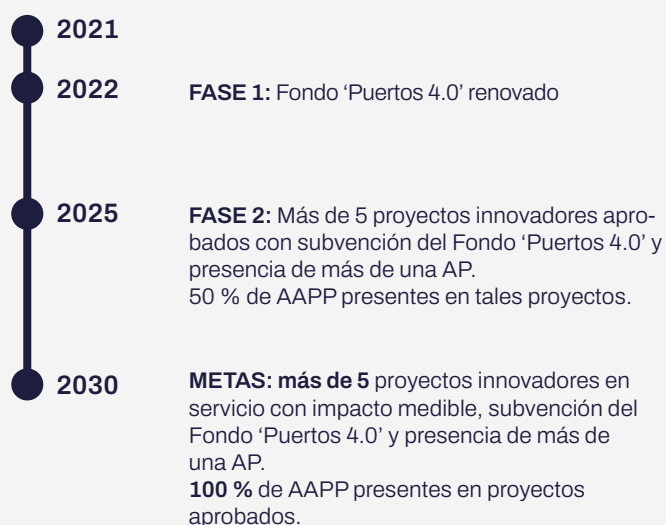 2021
2022
FASE 1: Fondo ‘Puertos 4.0’ renovado
2025
FASE 2: Más de 5 proyectos innovadores apro-
bados con subvención del Fondo ‘Puertos 4.0’ y
presencia de más de una AP.
50 % de AAPP presentes en tales proyectos.
2030
METAS: más de 5 proyectos innovadores en
servicio con impacto medible, subvención del
Fondo ‘Puertos 4.0’ y presencia de más de
una AP.
100 % de AAPP presentes en proyectos
aprobados.